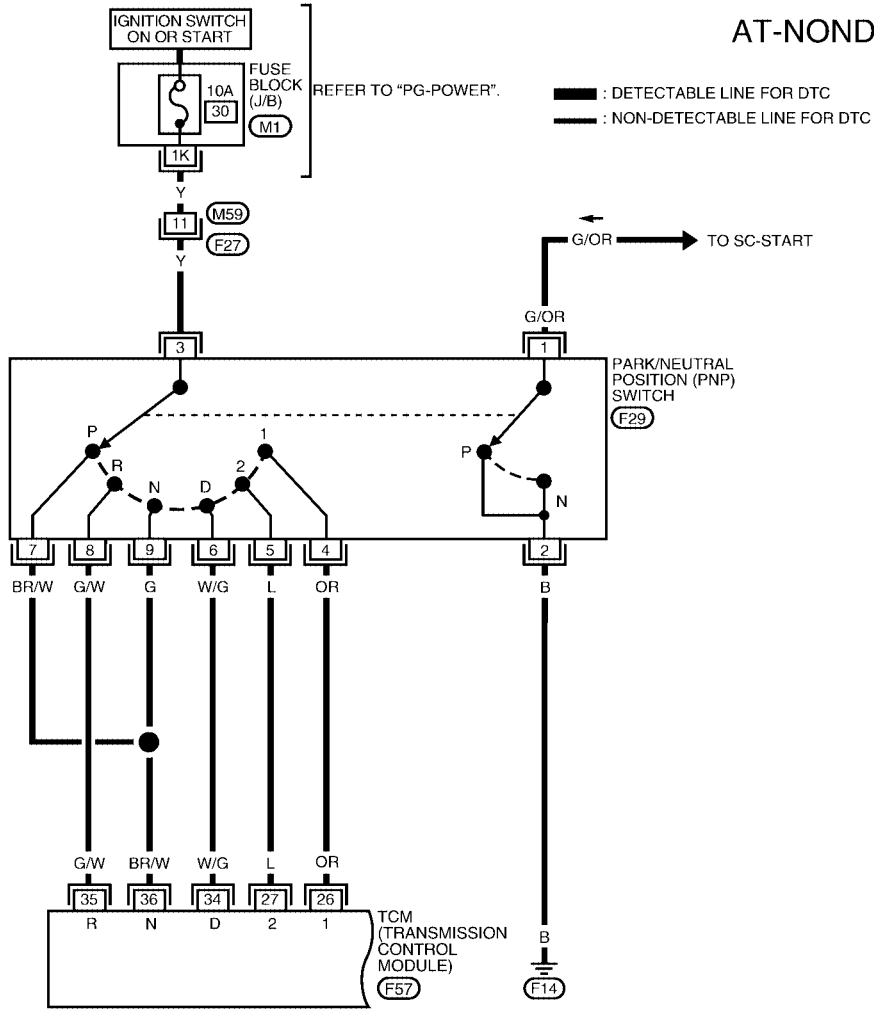 IGNITION SWITCH
ON OR START
AT-NOND
FUSE
BLOCK
(J/B)
M1
10A
30
REFER TO “PG-POWER”.
: DETECTABLE LINE FOR DTC
: NON-DETECTABLE LINE FOR DTC
1K
Y
11
M59
F27
Y
G/OR
TO SC-START
G/OR
3
1
PARK/NEUTRAL
POSITION (PNP)
SWITCH
F29
P
R
N
D
2
1
P
N
7
8
9
6
5
4
2
BR/W
G/W
G
W/G
L
OR
B
G/W
BR/W
W/G
L
OR
35
36
34
27
26
R
N
D
2
1
TCM
(TRANSMISSION
CONTROL
MODULE)
F57
B
F14